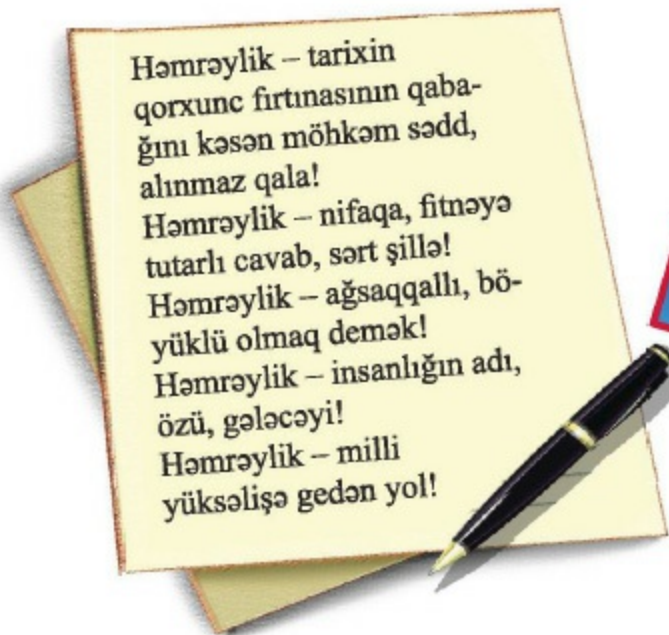 Həmrəylik – tarixin
qorxunc fırtınasının qaba-
ğını kəsən möhkəm sədd,
alınmaz qala!
Həmrəylik – nifaqa, fitnəyə
tutarlı cavab, sərt şillə!
Həmrəylik – ağsaqqallı, bö-
yüklü olmaq demək!
Həmrəylik – insanlığın adı,
özü, gələcəyi!
Həmrəylik – milli
yüksəlişə gedən yol!